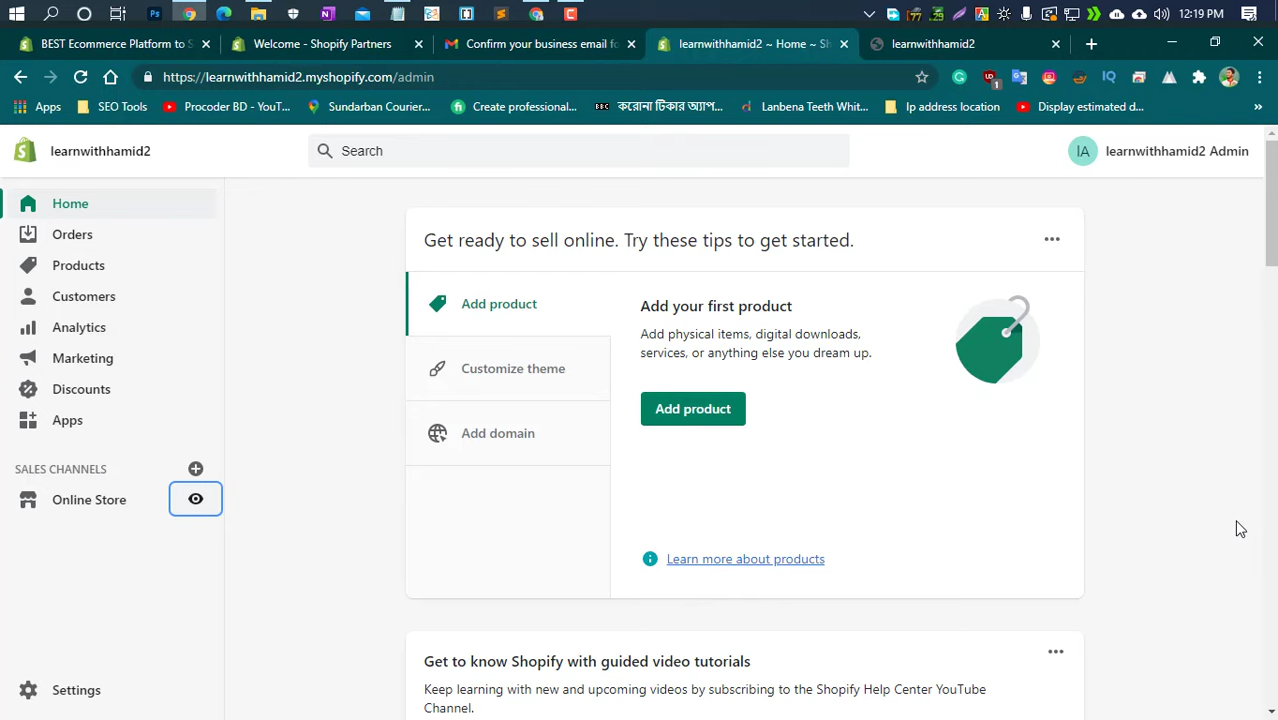 12:19 PM
BEST Ecommerce Platform to S
Welcome - Shopify Partners
Confirm your business email fo
learnwithhamid2 ~ Home ~ Sh
learnwithhamid2
https://learnwithhamid2.myshopify.com/admin
Apps
SEO Tools
Procoder BD - YouT...
Sundarban Courier...
Create professional...
BBC
করোনা টিকার অ্যাপ...
Lanbena Teeth Whit...
Ip address location
Display estimated d...
learnwithhamid2
Search
IA
learnwithhamid2 Admin
Home
Orders
Products
Customers
Analytics
Marketing
Discounts
Apps
SALES CHANNELS
Online Store
Settings
Get ready to sell online. Try these tips to get started.
Add product
Customize theme
Add domain
Add your first product
Add physical items, digital downloads,
services, or anything else you dream up.
Add product
Learn more about products
Get to know Shopify with guided video tutorials
Keep learning with new and upcoming videos by subscribing to the Shopify Help Center YouTube
Channel.